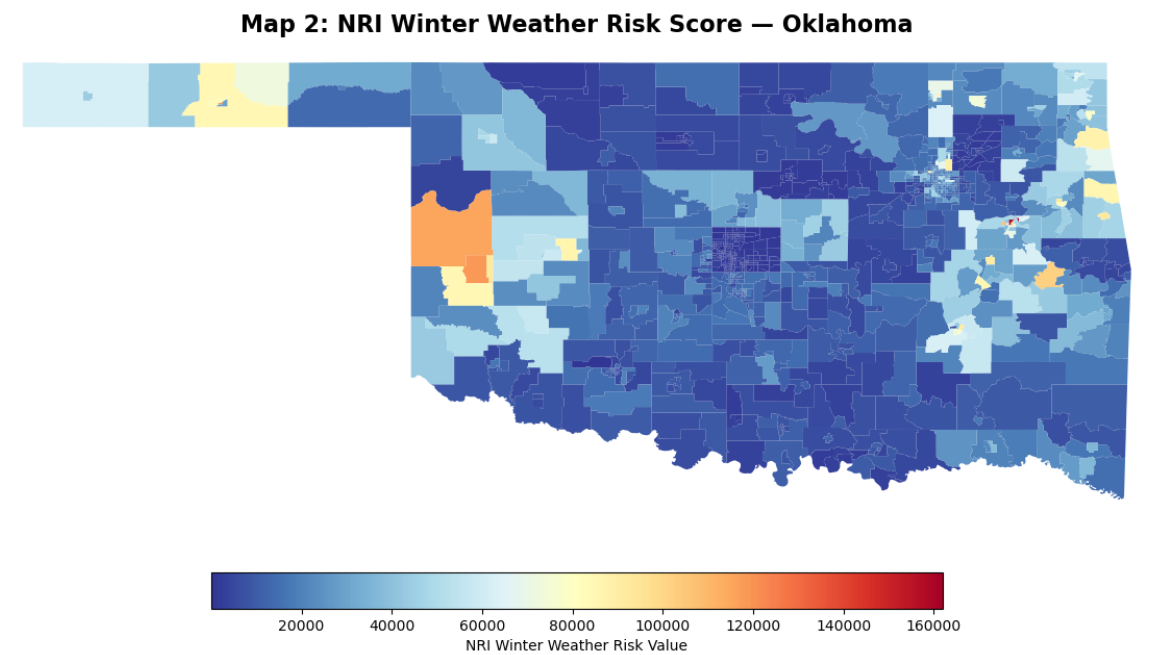 Map 2: NRI Winter Weather Risk Score — Oklahoma
20000 40000 60000 80000 100000 120000 140000 160000
NRI Winter Weather Risk Value